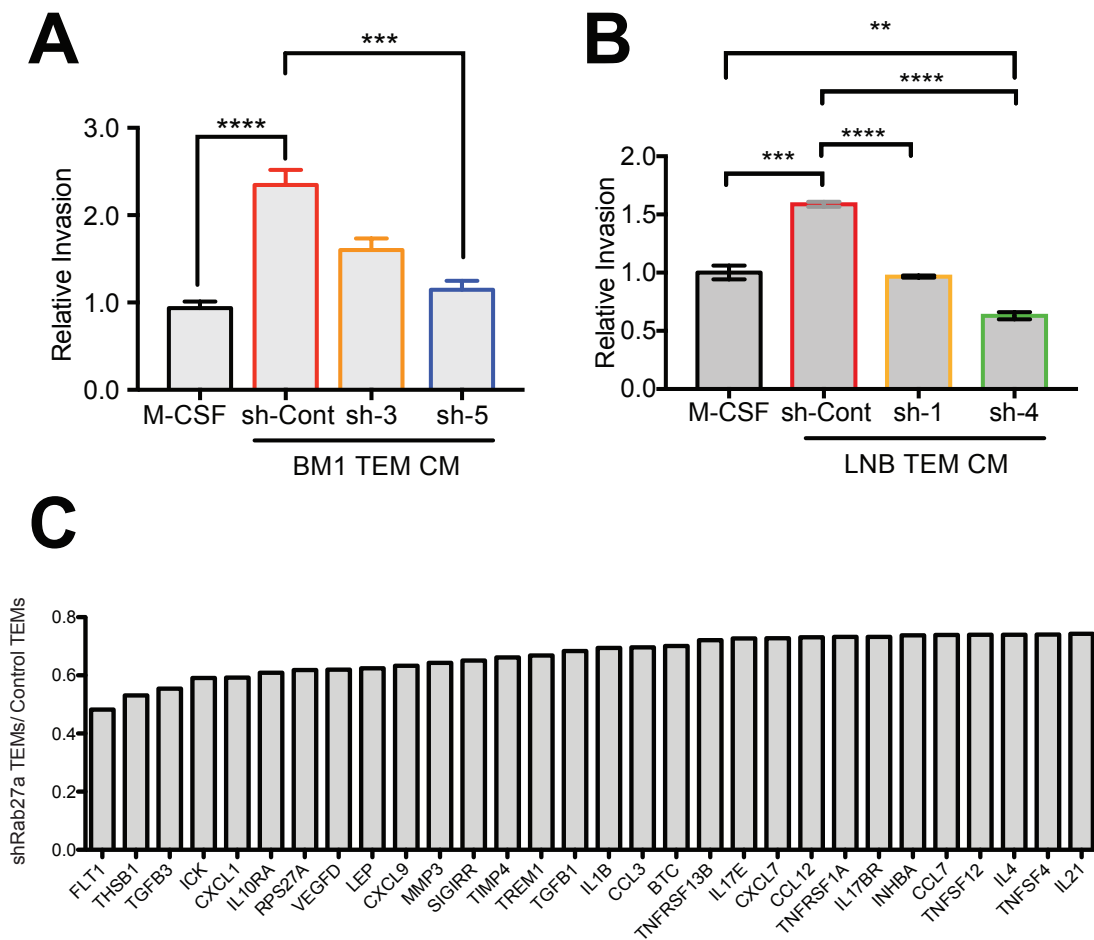 A
***
****
3.0
2.0
1.0
0.0
Relative Invasion
M-CSF sh-Cont sh-3 sh-5
BM1 TEM CM
B
**
****
****
***
2.0
1.5
1.0
0.5
0.0
Relative Invasion
M-CSF sh-Cont sh-1 sh-4
LNB TEM CM
C
0.8
0.6
0.4
0.2
0.0
shRab27a TEMs/ Control TEMs
FLT1
THSB1
TGFB3
ICK
CXCL1
IL10RA
RPS27A
VEGFD
LEP
CXCL9
MMP3
SIGIRR
TIMP4
TREM1
TGFB1
IL1B
CCL3
BTC
TNFRSF13B
IL17E
CXCL7
CCL12
TNFRSF1A
IL17BR
INHBA
CCL7
TNFSF12
IL4
TNFSF4
IL21